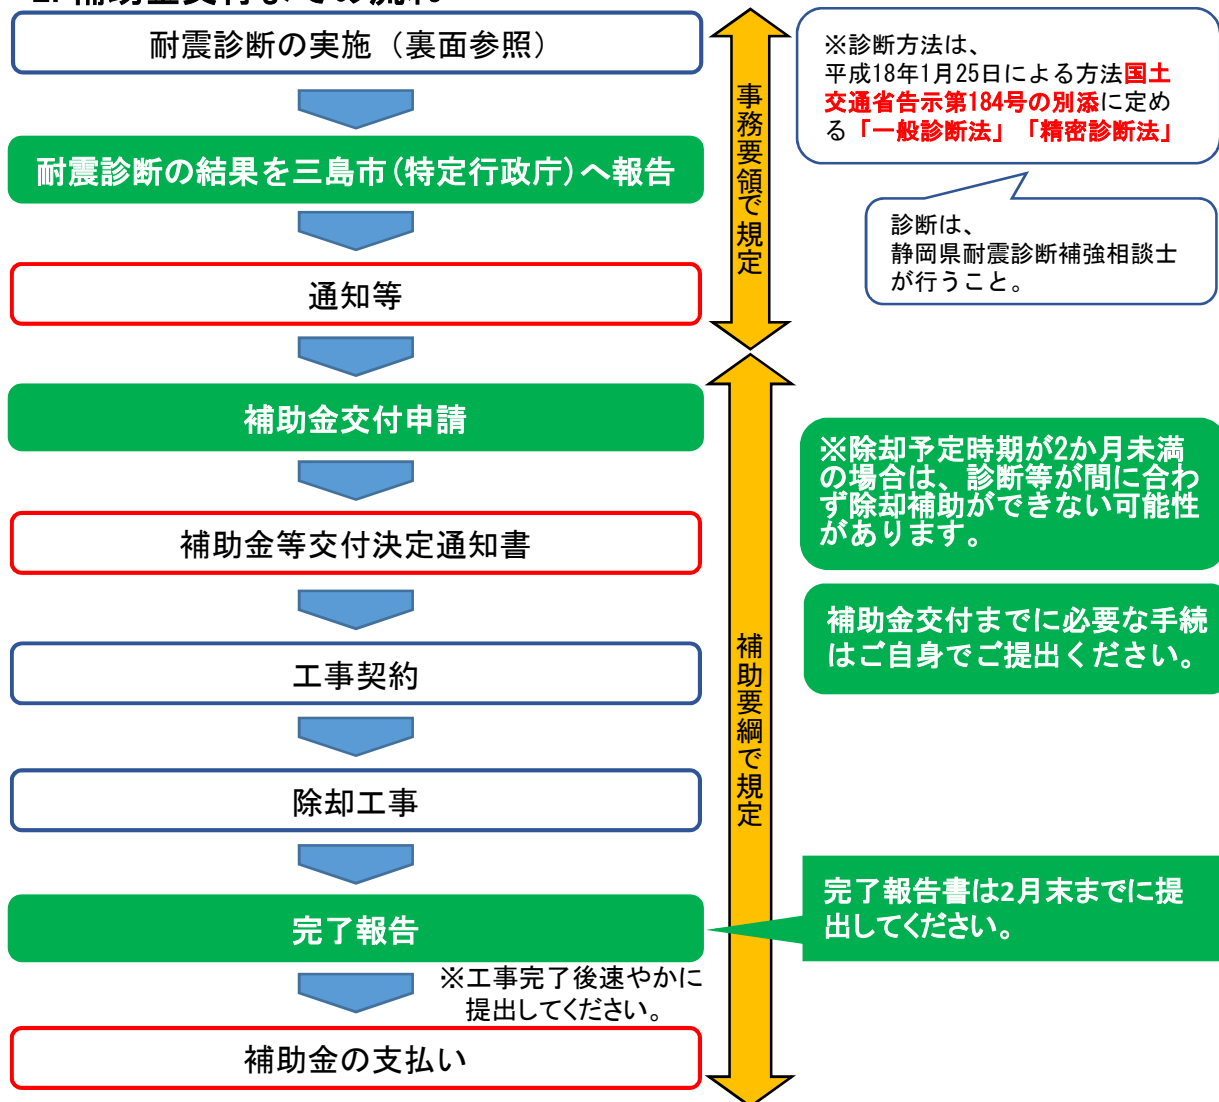 2. 補助金交付までの流れ
耐震診断の実施（裏面参照）
耐震診断の結果を三島市（特定行政庁）へ報告
通知等
補助金交付申請
補助金等交付決定通知書
工事契約
除却工事
完了報告
※工事完了後速やかに
提出してください。
補助金の支払い
事務要領で規定
補助要綱で規定
※診断方法は、
平成18年1月25日による方法国土
交通省告示第184号の別添に定め
る「一般診断法」「精密診断法」
診断は、
静岡県耐震診断補強相談士
が行うこと。
※除却予定時期が2か月未満
の場合は、診断等が間に合わ
ず除却補助ができない可能性
があります。
補助金交付までに必要な手続
はご自身でご提出ください。
完了報告書は2月末までに提
出してください。